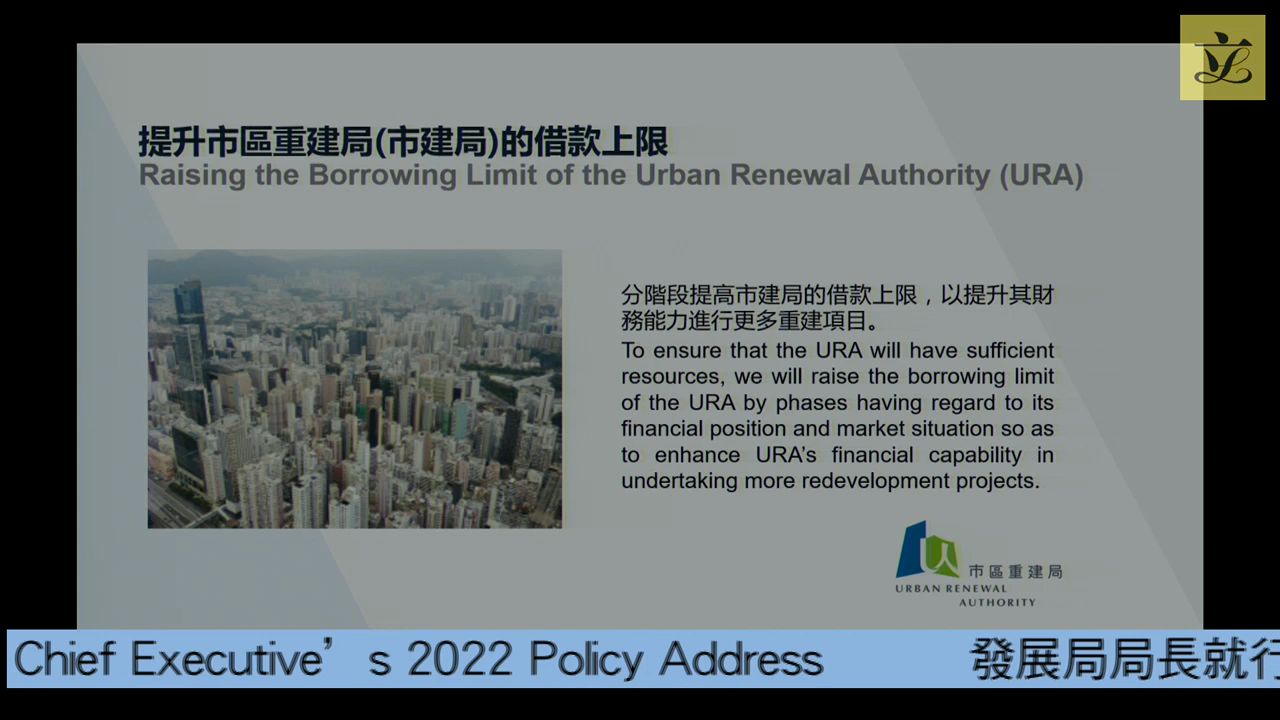 提升市區重建局(市建局)的借款上限
Raising the Borrowing Limit of the Urban Renewal Authority (URA)
分階段提高市建局的借款上限，以提升其財
務能力進行更多重建項目。
To ensure that the URA will have sufficient
resources, we will raise the borrowing limit
of the URA by phases having regard to its
financial position and market situation so as
to enhance URA’s financial capability in
undertaking more redevelopment projects.
市區重建局
URBAN RENEWAL
AUTHORITY
Chief Executive’s 2022 Policy Address 發展局局長就行